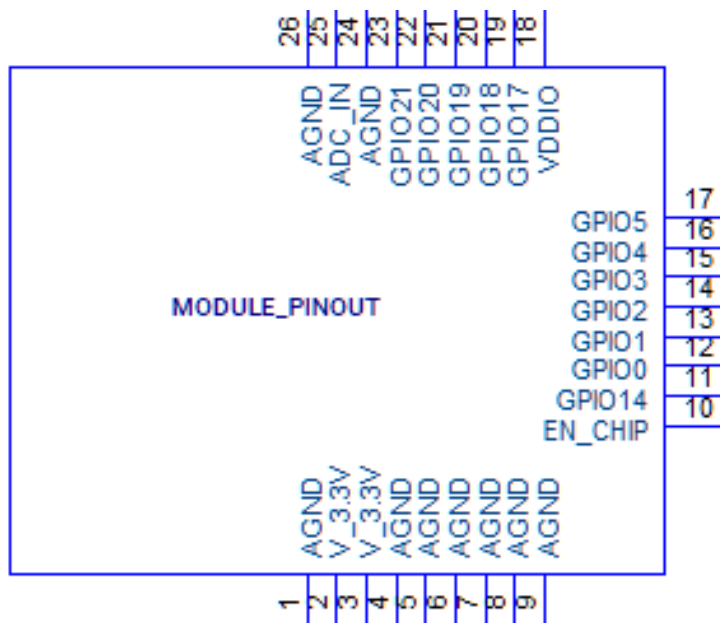 26 25 24 23 22 21 20 19 18
AGND
ADC_IN
AGND
GPIO21
GPIO20
GPIO19
GPIO18
GPIO17
VDDIO
17
GPIO5
16
GPIO4
15
GPIO3
14
GPIO2
13
GPIO1
12
GPIO0
11
GPIO14
10
EN_CHIP
MODULE_PINOUT
AGND
V_3.3V
V_3.3V
AGND
AGND
AGND
AGND
AGND
AGND
1 2 3 4 5 6 7 8 9